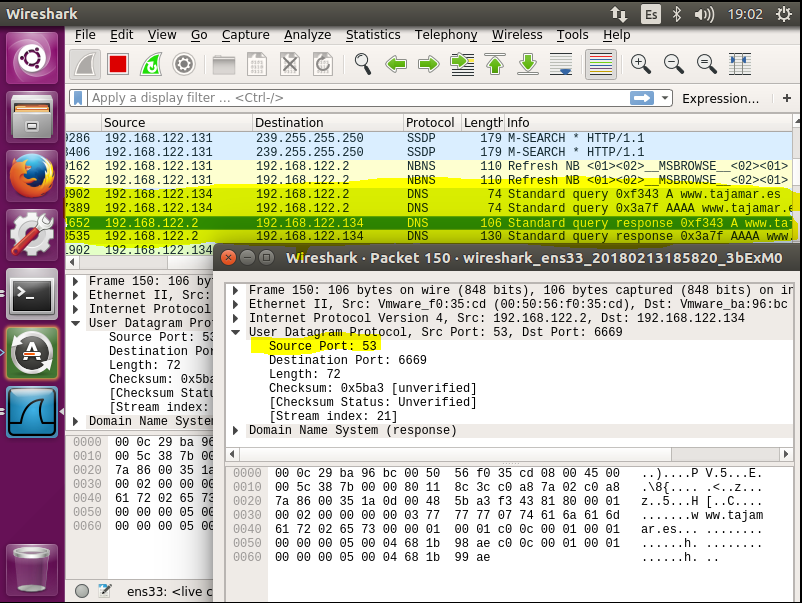 Wireshark Es 19:02
File Edit View Go Capture Analyze Statistics Telephony Wireless Tools Help
Apply a display filter ... <Ctrl-/> Expression... +
Source Destination Protocol Length Info
9286 192.168.122.131 239.255.255.250 SSDP 179 M-SEARCH * HTTP/1.1
3406 192.168.122.131 239.255.255.250 SSDP 179 M-SEARCH * HTTP/1.1
9162 192.168.122.131 192.168.122.2 NBNS 110 Refresh NB <01><02>__MSBROWSE__<02><01>
3522 192.168.122.131 192.168.122.2 NBNS 110 Refresh NB <01><02>__MSBROWSE__<02><01>
3902 192.168.122.134 192.168.122.2 DNS 74 Standard query 0xf343 A www.tajamar.es
7389 192.168.122.134 192.168.122.2 DNS 74 Standard query 0x3a7f AAAA www.tajamar.e
4652 192.168.122.2 192.168.122.134 DNS 106 Standard query response 0xf343 A www.ta
3535 192.168.122.2 192.168.122.134 DNS 130 Standard query response 0x3a7f AAAA www.
1902 192.168.122.134
Wireshark · Packet 150 · wireshark_ens33_20180213185820_3bExM0
Frame 150: 106 byt
Ethernet II, Src:
Internet Protocol
User Datagram Pro
Source Port: 53
Destination Por
Length: 72
Checksum: 0x5ba
[Checksum Statu
[Stream index:
Domain Name System
0000 00 0c 29 ba 96
0010 00 5c 38 7b 00
0020 7a 86 00 35 1a
0030 00 02 00 00 00
0040 61 72 02 65 73
0050 00 00 00 05 00
0060 00 00 00 05 00
ens33: <live c
Frame 150: 106 bytes on wire (848 bits), 106 bytes captured (848 bits) on in
Ethernet II, Src: Vmware_f0:35:cd (00:50:56:f0:35:cd), Dst: Vmware_ba:96:bc
Internet Protocol Version 4, Src: 192.168.122.2, Dst: 192.168.122.134
User Datagram Protocol, Src Port: 53, Dst Port: 6669
Source Port: 53
Destination Port: 6669
Length: 72
Checksum: 0x5ba3 [unverified]
[Checksum Status: Unverified]
[Stream index: 21]
Domain Name System (response)
0000 00 0c 29 ba 96 bc 00 50 56 f0 35 cd 08 00 45 00 ..)....P V.5...E.
0010 00 5c 38 7b 00 00 80 11 8c 3c c0 a8 7a 02 c0 a8 .\8{.... .<..z...
0020 7a 86 00 35 1a 0d 00 48 5b a3 f3 43 81 80 00 01 z..5...H [..C....
0030 00 02 00 00 00 00 03 77 77 77 07 74 61 6a 61 6d .......w ww.tajam
0040 61 72 02 65 73 00 00 01 00 01 c0 0c 00 01 00 01 ar.es... ........
0050 00 00 00 05 00 04 68 1b 98 ae c0 0c 00 01 00 01 ......h. ........
0060 00 00 00 05 00 04 68 1b 99 ae ......h. ..